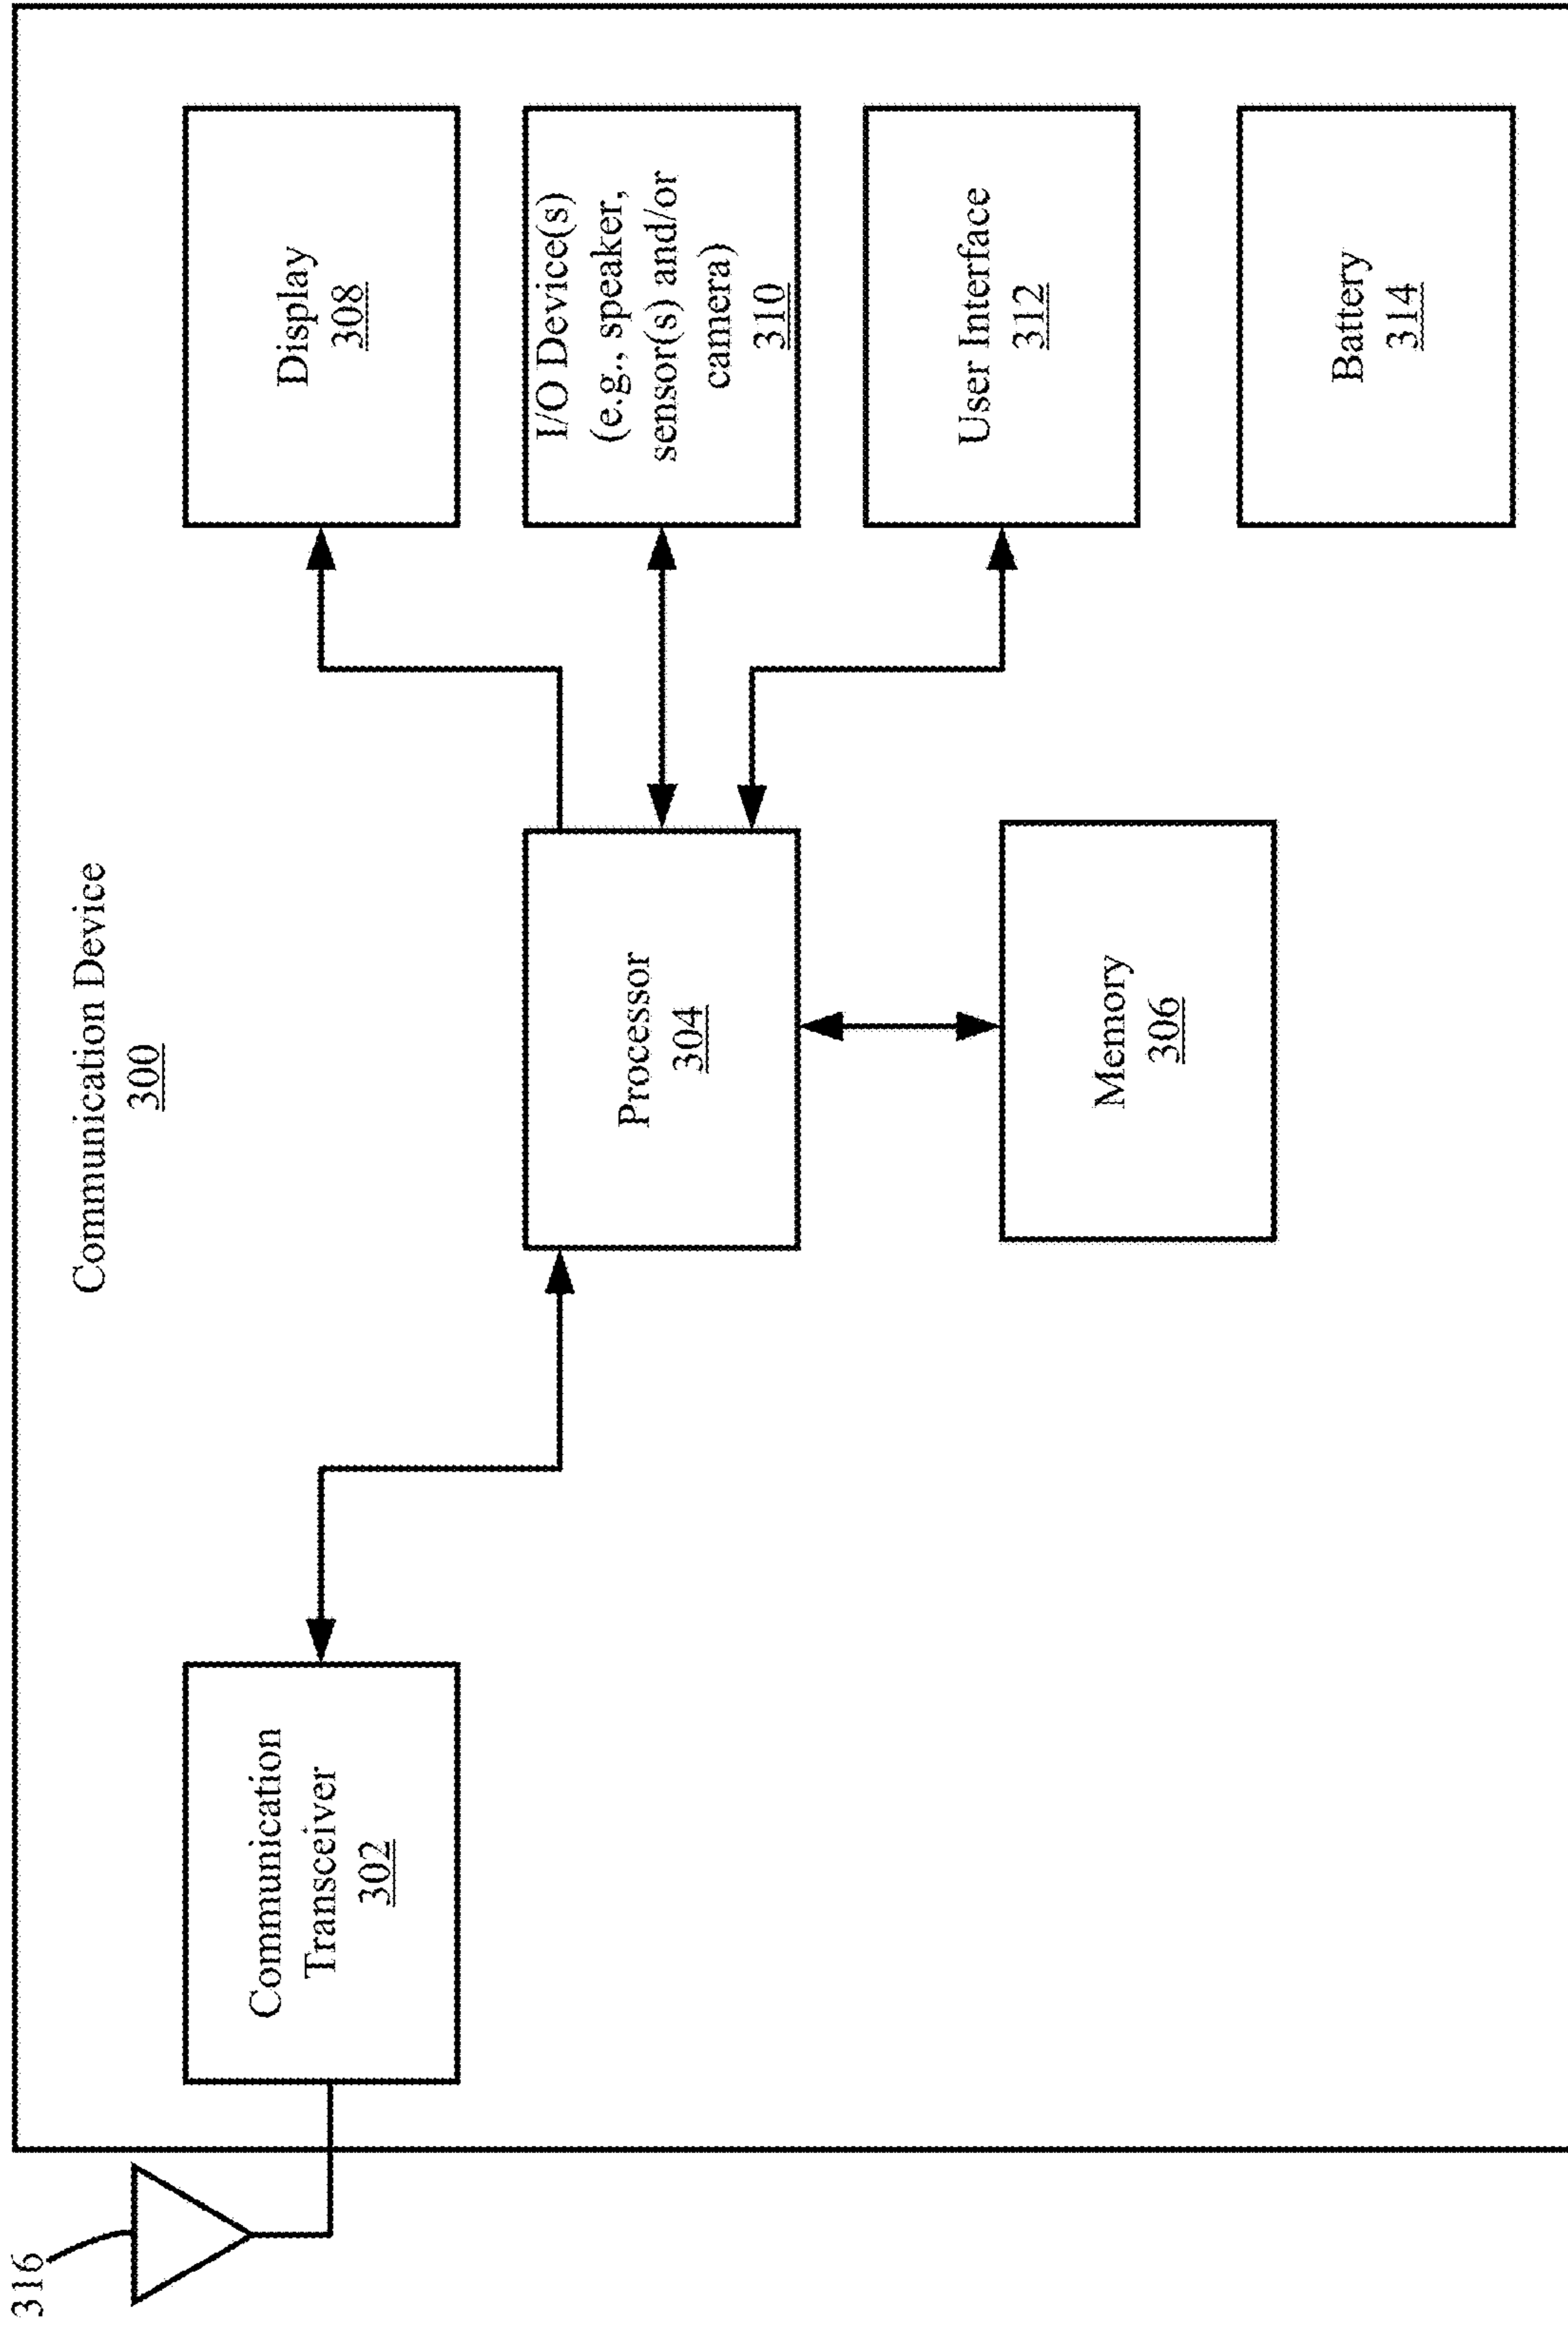 Communication Device
300
316
Communication
Transceiver
302
Processor
304
Memory
306
Display
308
I/O Device(s)
(e.g., speaker,
sensor(s) and/or
camera)
310
User Interface
312
Battery
314